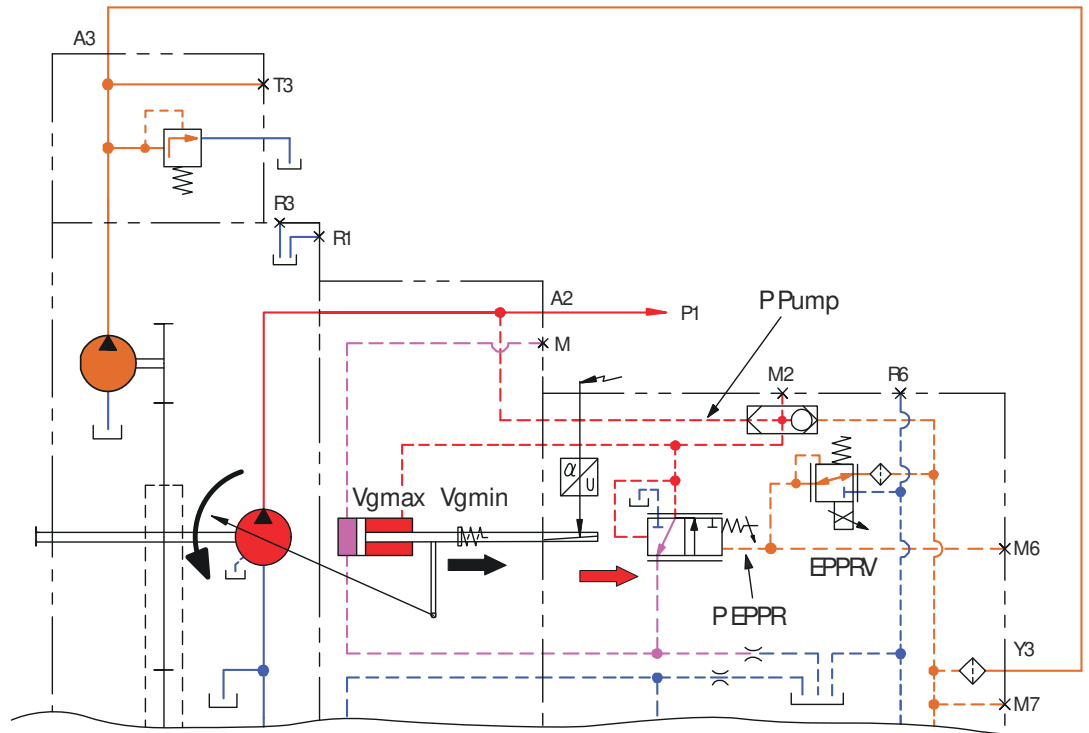 A3
T3
R3
R1
A2
P1
P Pump
M
M2
R6
α
U
Vgmax Vgmin
EPPRV
M6
P EPPR
Y3
M7